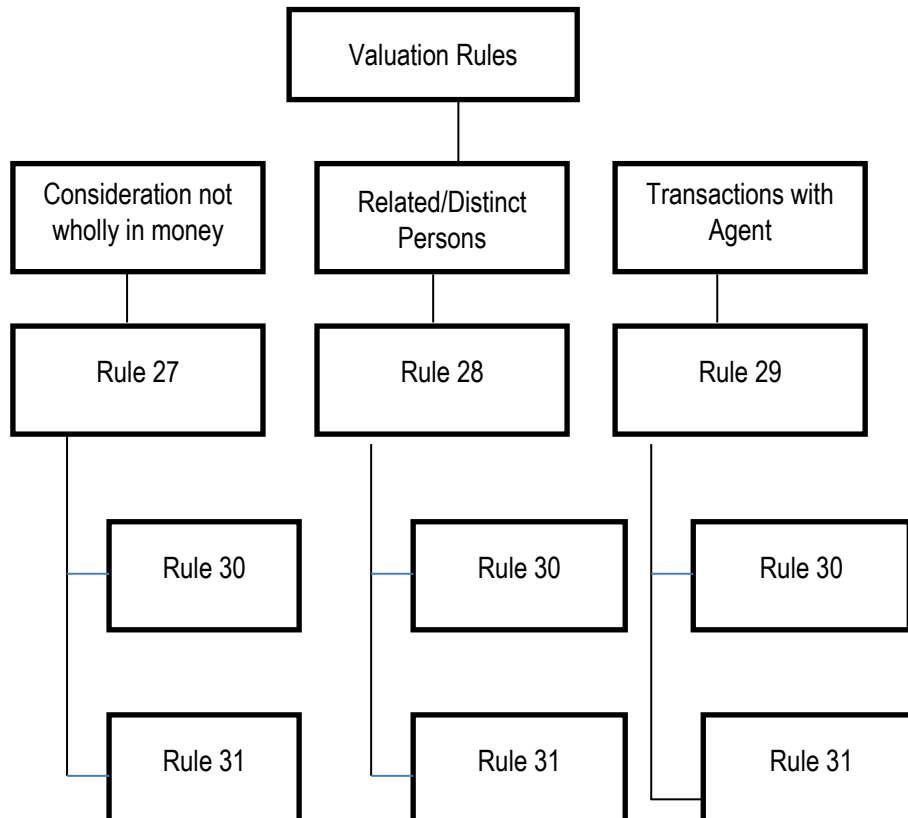 Valuation Rules
Consideration not
wholly in money
Related/Distinct
Persons
Transactions with
Agent
Rule 27
Rule 28
Rule 29
Rule 30
Rule 30
Rule 30
Rule 31
Rule 31
Rule 31